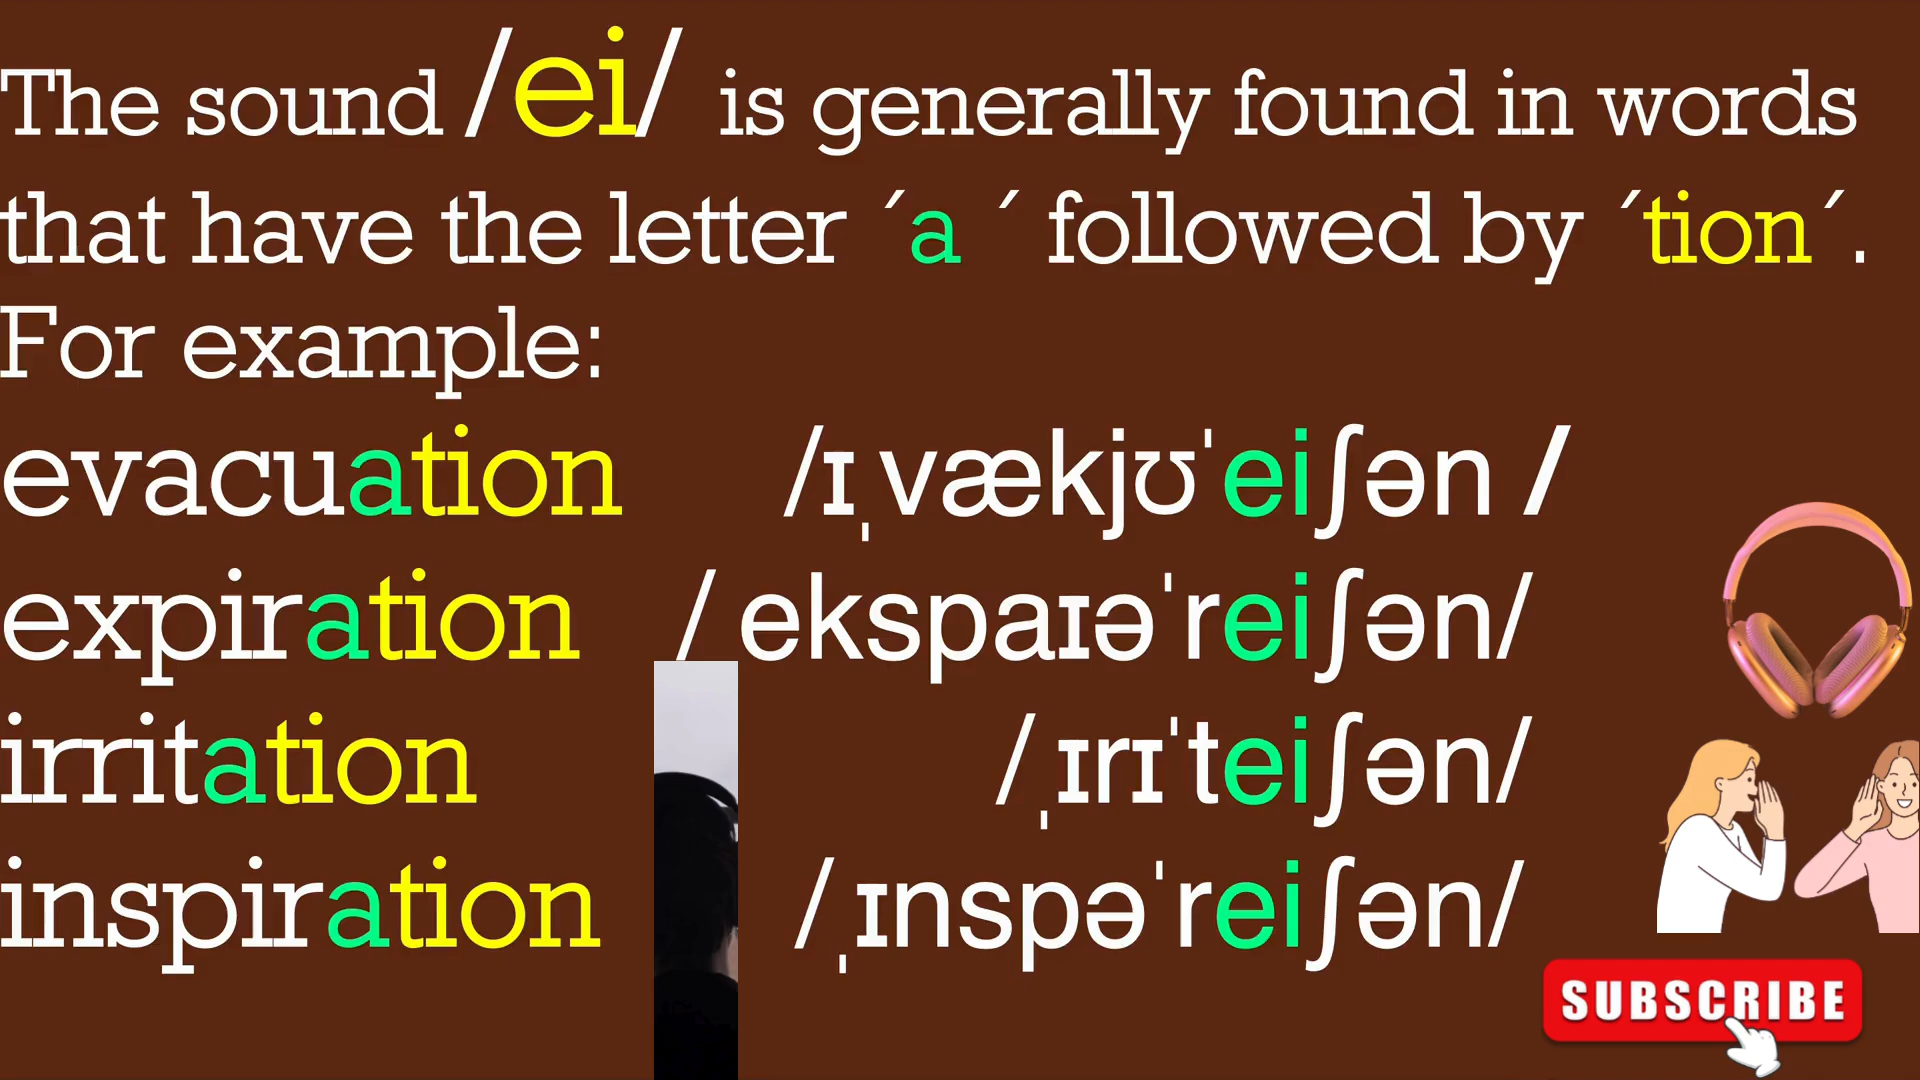 The sound /ei/ is generally found in words
that have the letter ´a ´ followed by ´tion´.
For example:
evacuation /ɪˌvækjʊˈeiʃən /
expiration / ekspaɪəˈreiʃən/
irritation /ˌɪrɪˈteiʃən/
inspiration /ˌɪnspəˈreiʃən/
SUBSCRIBE